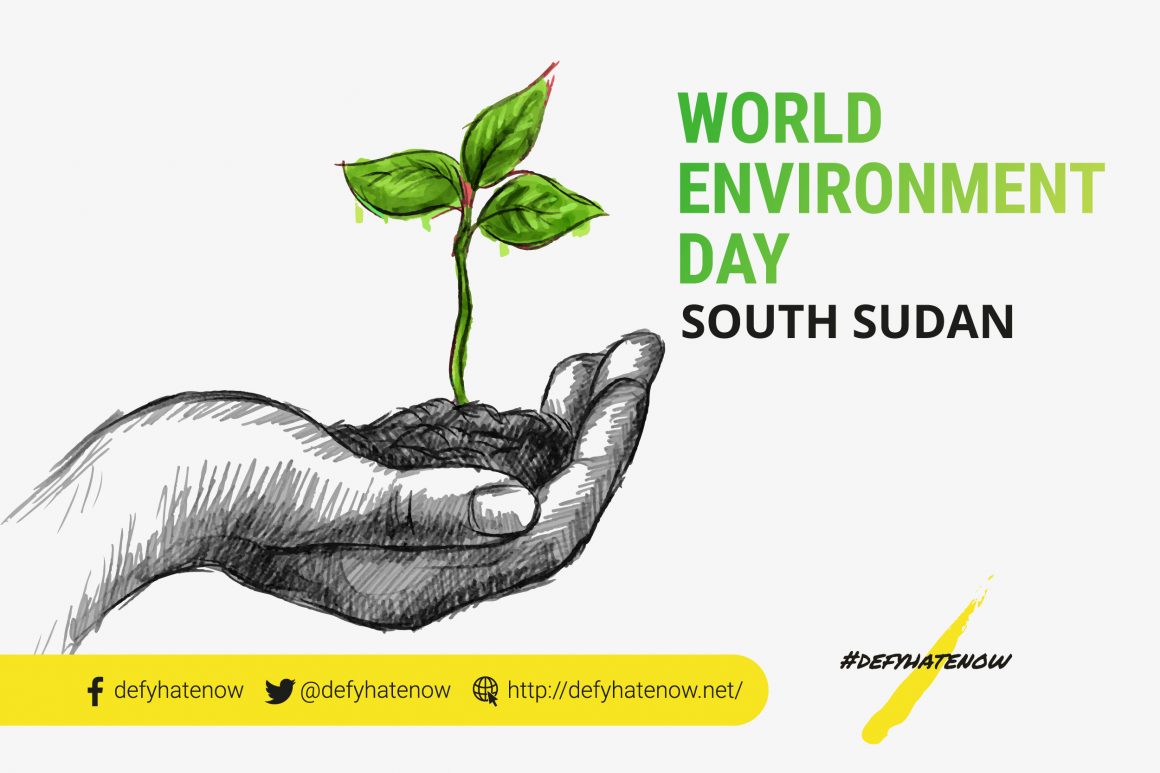 WORLD
ENVIRONMENT
DAY
SOUTH SUDAN
#DEFYHATENOW
defyhatenow @defyhatenow http://defyhatenow.net/